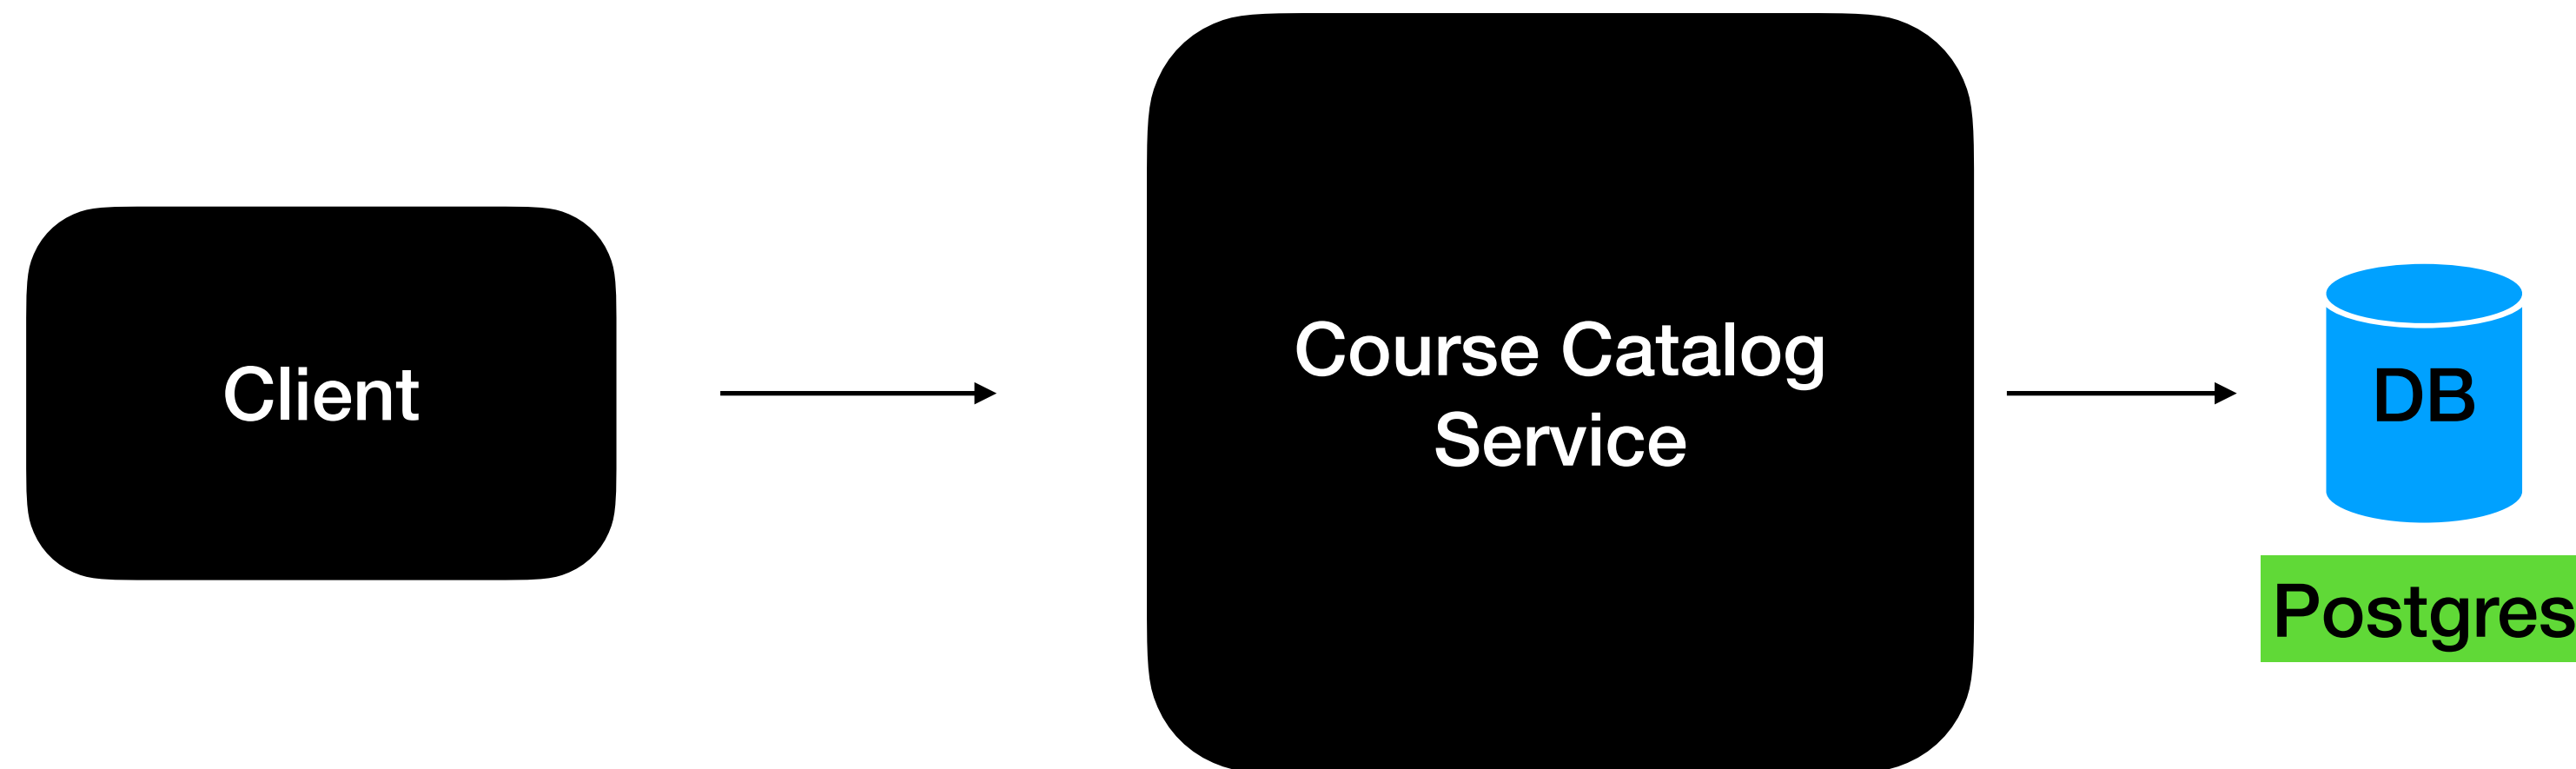 Client
Course Catalog
Service
DB
Postgres